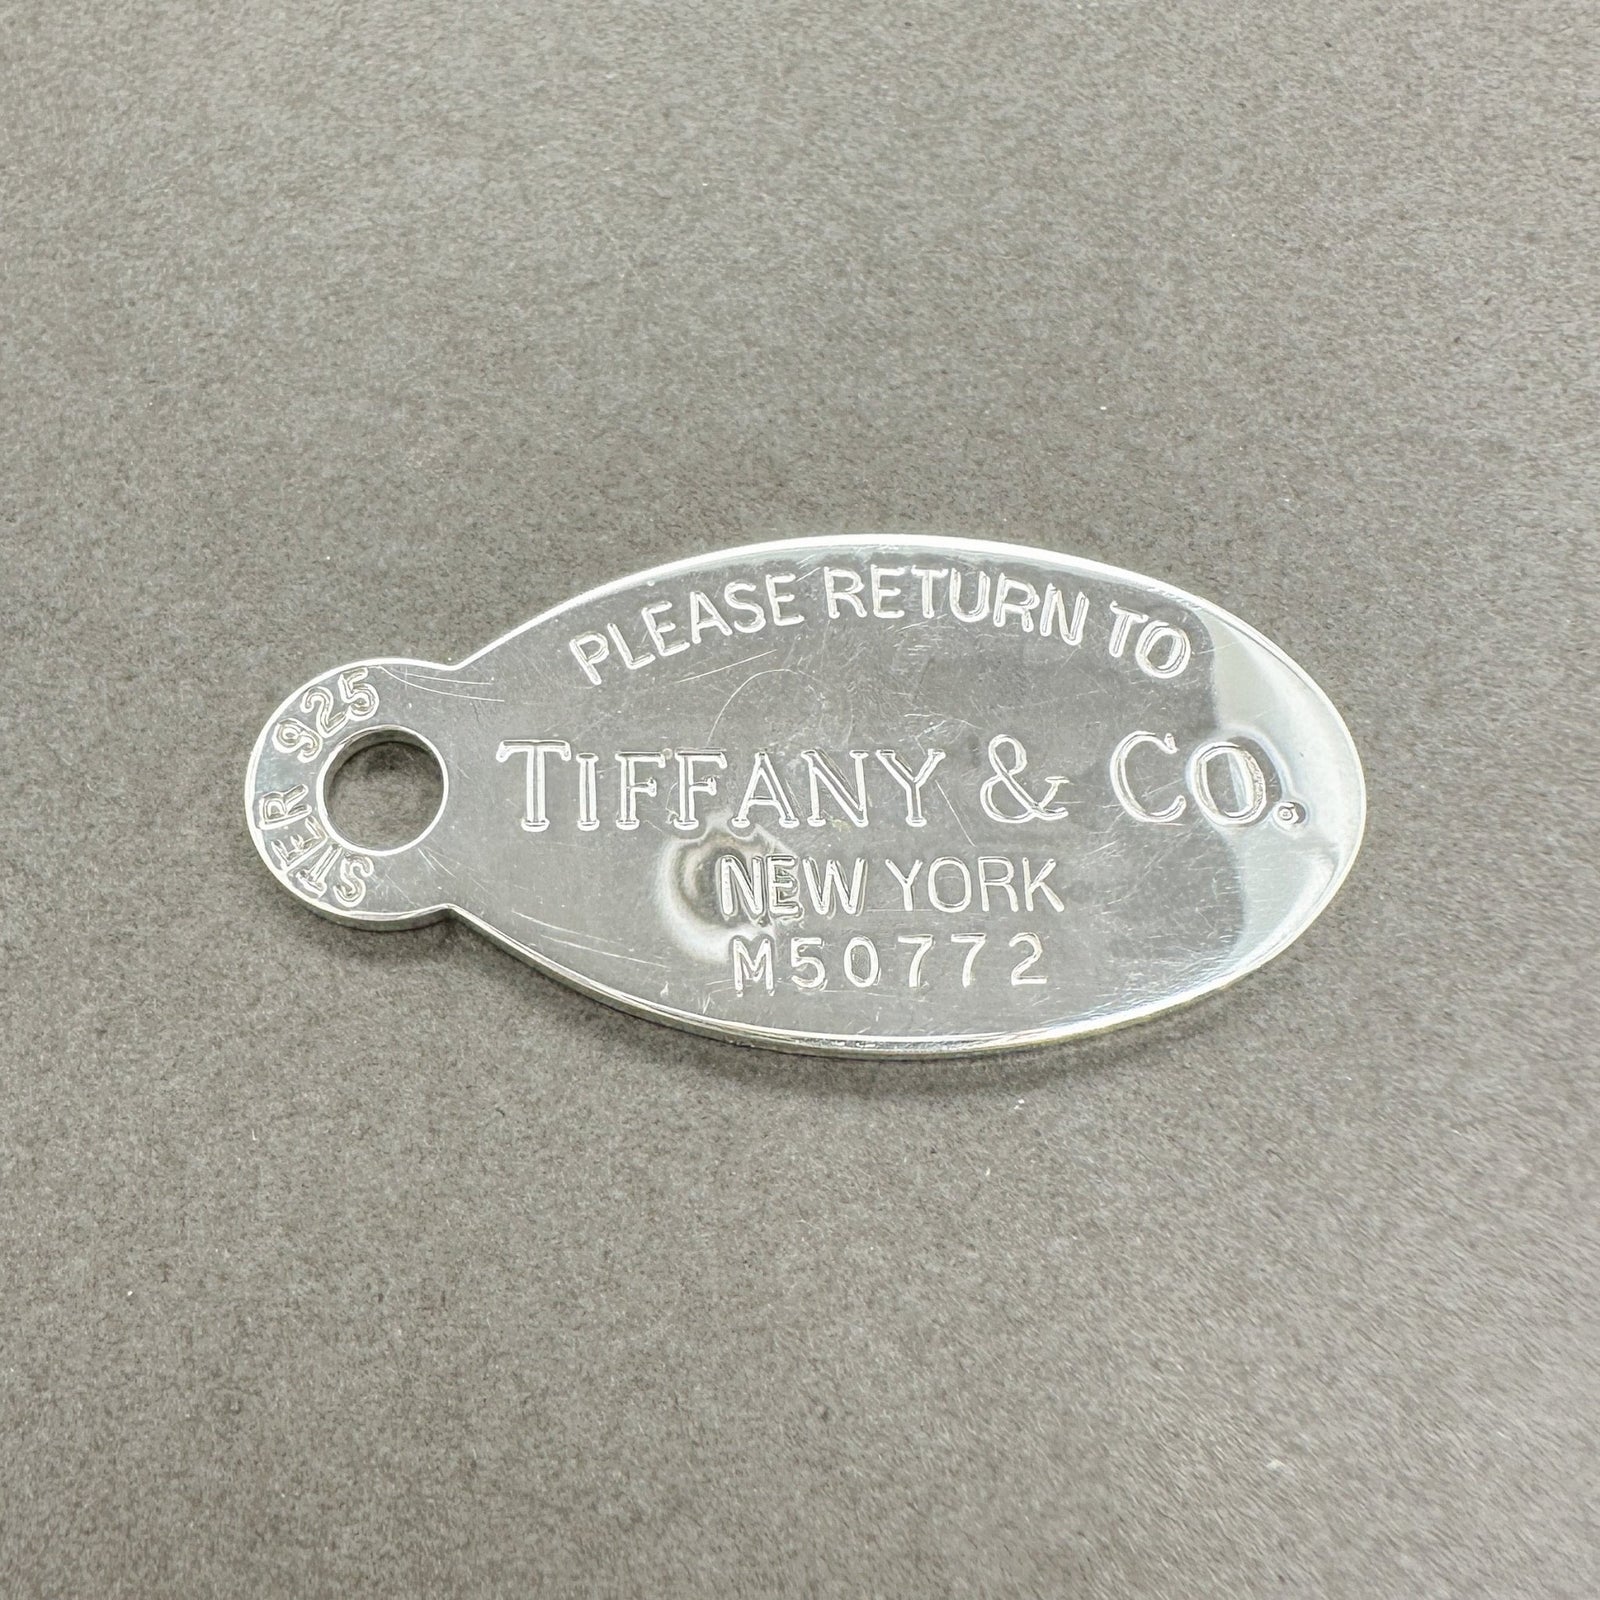 PLEASE RETURN TO
TIFFANY & CO.
NEW YORK
M50772
STER 925